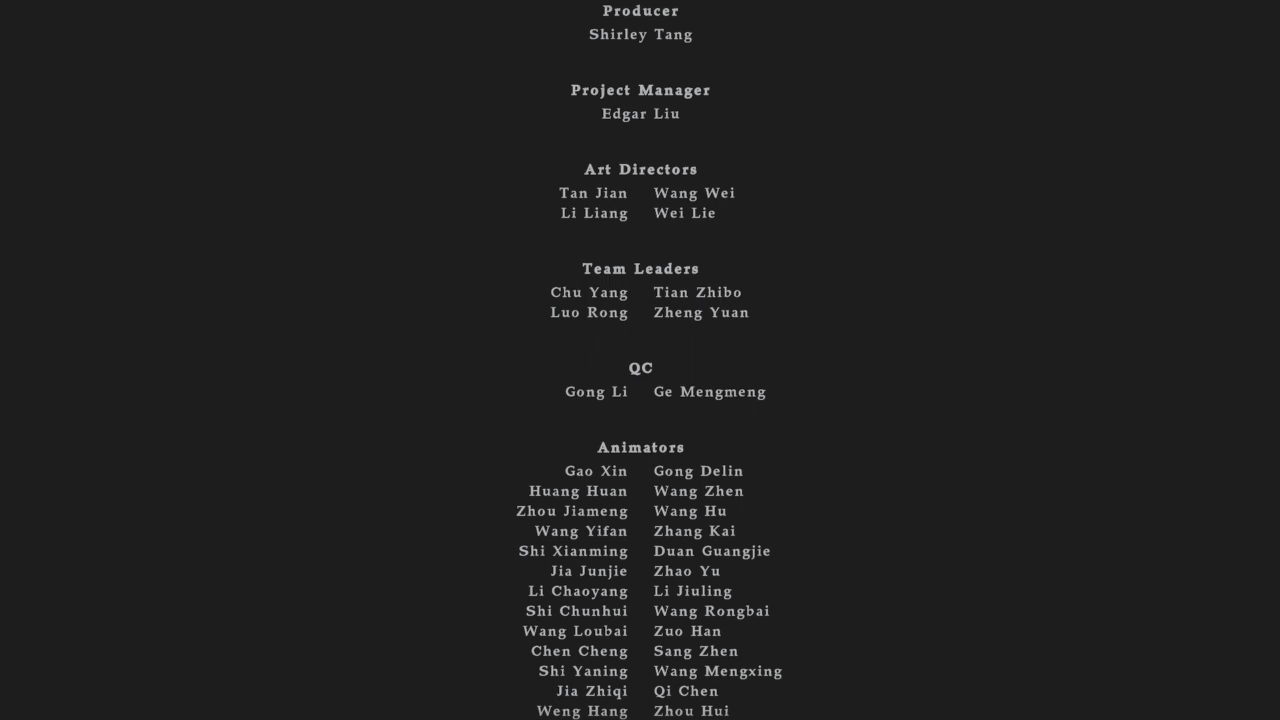 Producer
Shirley Tang
Project Manager
Edgar Liu
Art Directors
Tan Jian Wang Wei
Li Liang Wei Lie
Team Leaders
Chu Yang Tian Zhibo
Luo Rong Zheng Yuan
QC
Gong Li Ge Mengmeng
Animators
Gao Xin Gong Delin
Huang Huan Wang Zhen
Zhou Jiameng Wang Hu
Wang Yifan Zhang Kai
Shi Xianming Duan Guangjie
Jia Junjie Zhao Yu
Li Chaoyang Li Jiuling
Shi Chunhui Wang Rongbai
Wang Loubai Zuo Han
Chen Cheng Sang Zhen
Shi Yaning Wang Mengxing
Jia Zhiqi Qi Chen
Weng Hang Zhou Hui